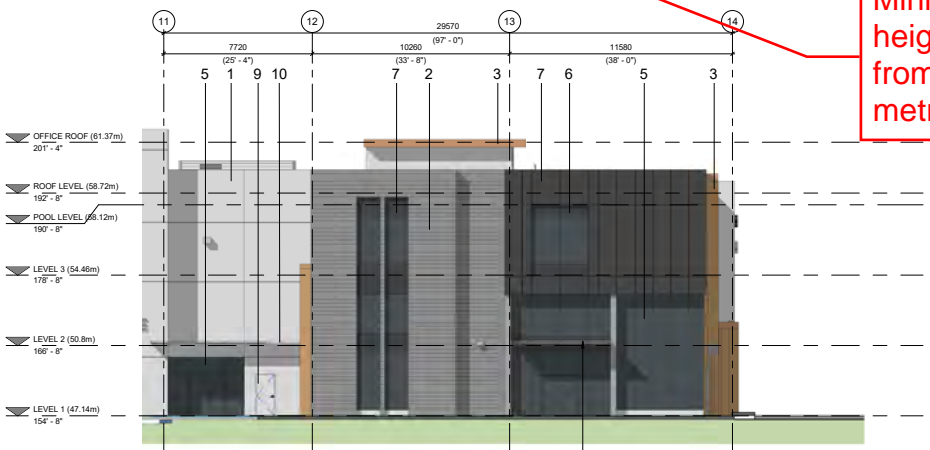 11 12 13 14
29570
(97' - 0")
7720 10260 11580
(25' - 4") (33' - 8") (38' - 0")
5 1 9 10 7 2 3 7 6 5 3
heig
from
metr
3
OFFICE ROOF (61.37m)
201' - 4"
ROOF LEVEL (58.72m)
192' - 8"
POOL LEVEL (58.12m)
190' - 8"
LEVEL 3 (54.46m)
178' - 8"
LEVEL 2 (50.8m)
166' - 8"
LEVEL 1 (47.14m)
154' - 8"